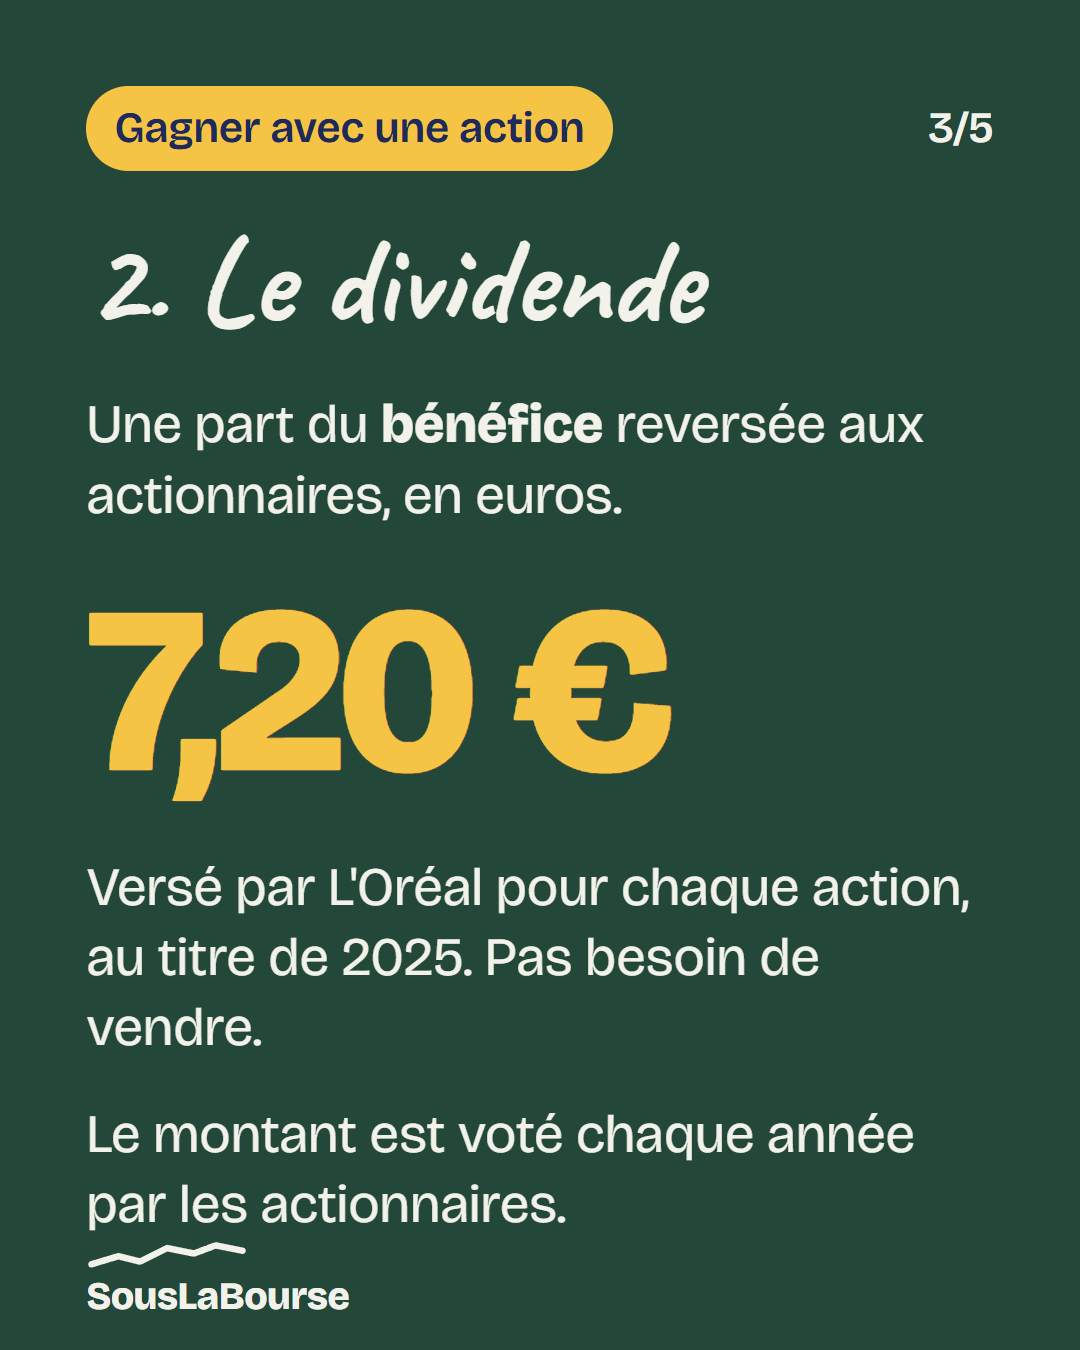 Gagner avec une action
3/5
2. Le dividende
Une part du bénéfice reversée aux
actionnaires, en euros.
7,20 €
Versé par L'Oréal pour chaque action,
au titre de 2025. Pas besoin de
vendre.
Le montant est voté chaque année
par les actionnaires.
SousLaBourse